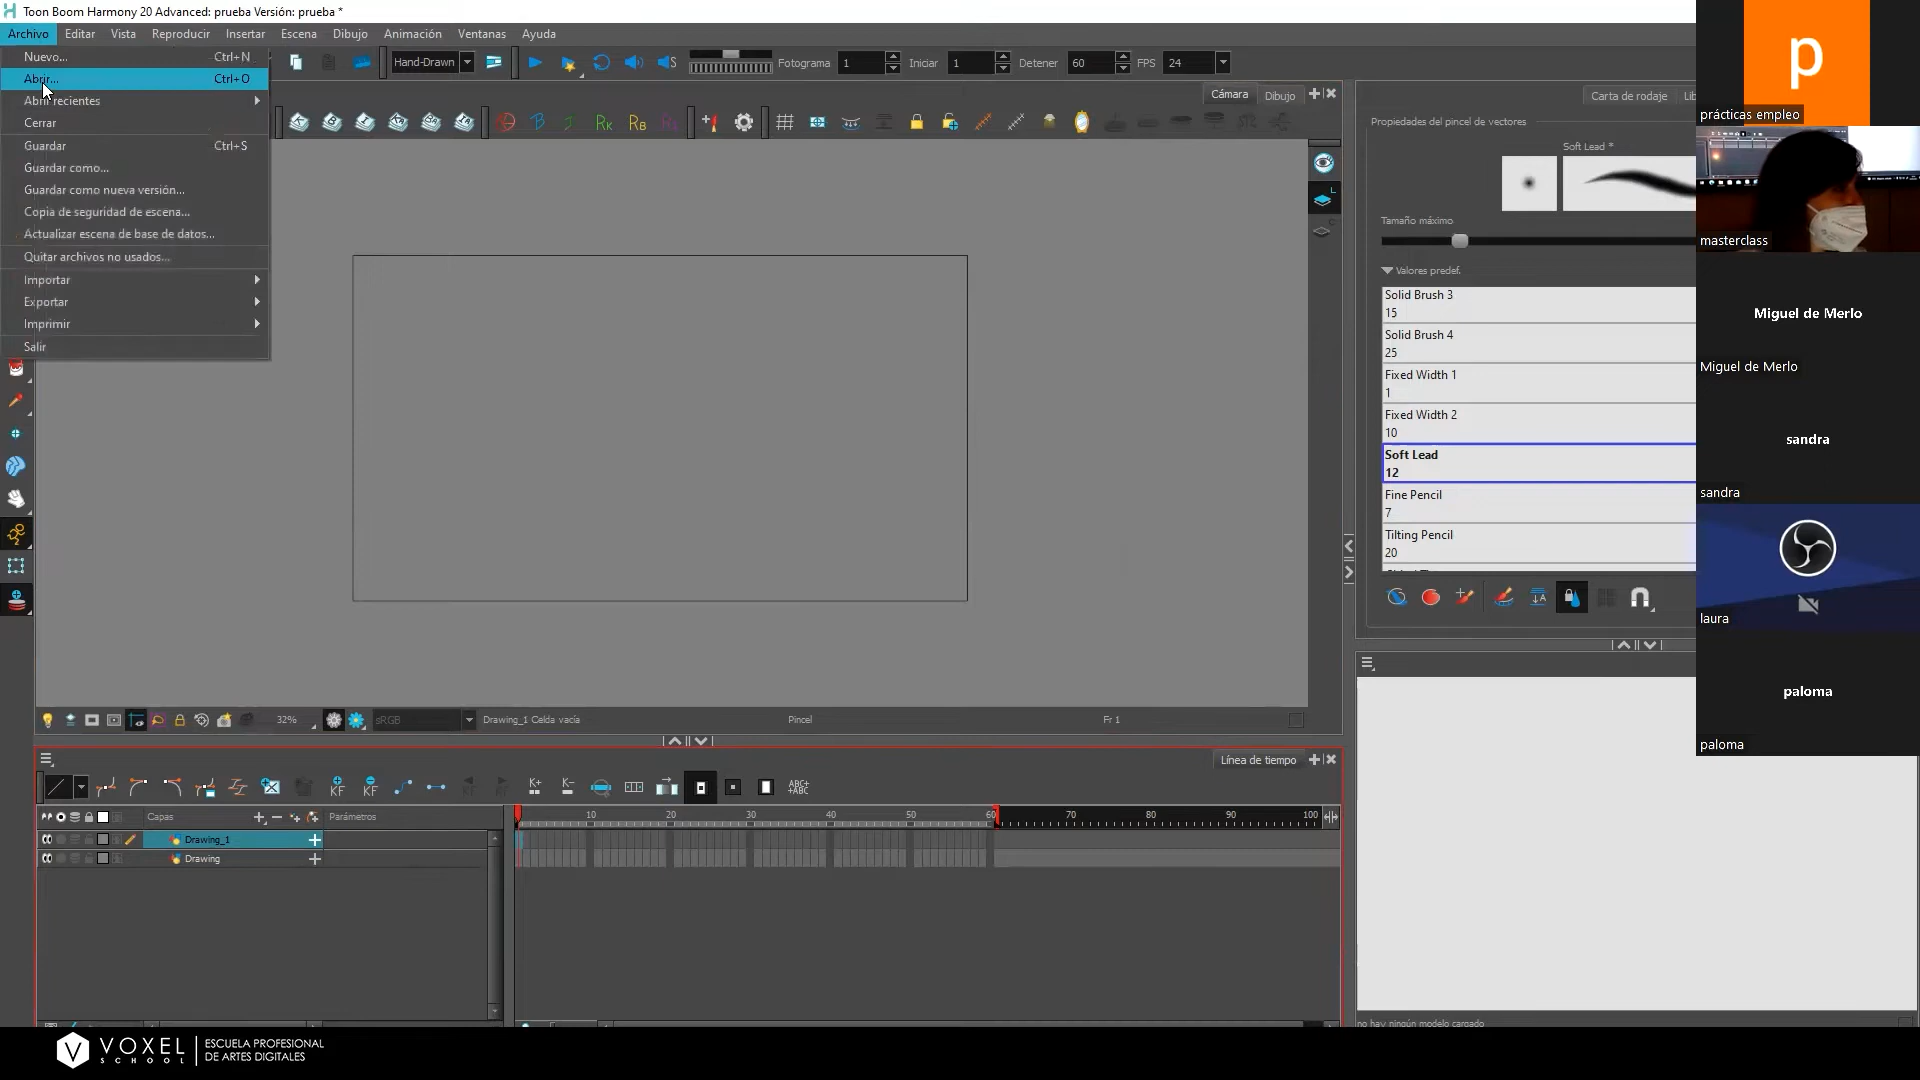 Toon Boom Harmony 20 Advanced: prueba Versión: prueba *
Archivo Editar Vista Reproducir Insertar Escena Dibujo Animación Ventanas Ayuda
Nuevo... Ctrl+N
Abrir... Ctrl+O
Abrir recientes
Cerrar
Guardar Ctrl+S
Guardar como...
Guardar como nueva versión...
Copia de seguridad de escena...
Actualizar escena de base de datos...
Quitar archivos no usados...
Importar
Exportar
Imprimir
Salir
Hand-Drawn
Fotograma 1 Iniciar 1 Detener 60 FPS 24
Cámara Dibujo
Carta de rodaje Lib
Propiedades del pincel de vectores
Soft Lead *
Tamaño máximo
Valores predef.
Solid Brush 3
15
Solid Brush 4
25
Fixed Width 1
1
Fixed Width 2
10
Soft Lead
12
Fine Pencil
7
Tilting Pencil
20
p
prácticas empleo
masterclass
Miguel de Merlo
Miguel de Merlo
sandra
sandra
laura
paloma
paloma
32% sRGB Drawing_1 Celda vacía Pincel Fr 1
Línea de tiempo
Capas Parámetros
10 20 30 40 50 60 70 80 90 100
Drawing_1
Drawing
no hay ningún modelo cargado
VOXEL SCHOOL
ESCUELA PROFESIONAL
DE ARTES DIGITALES